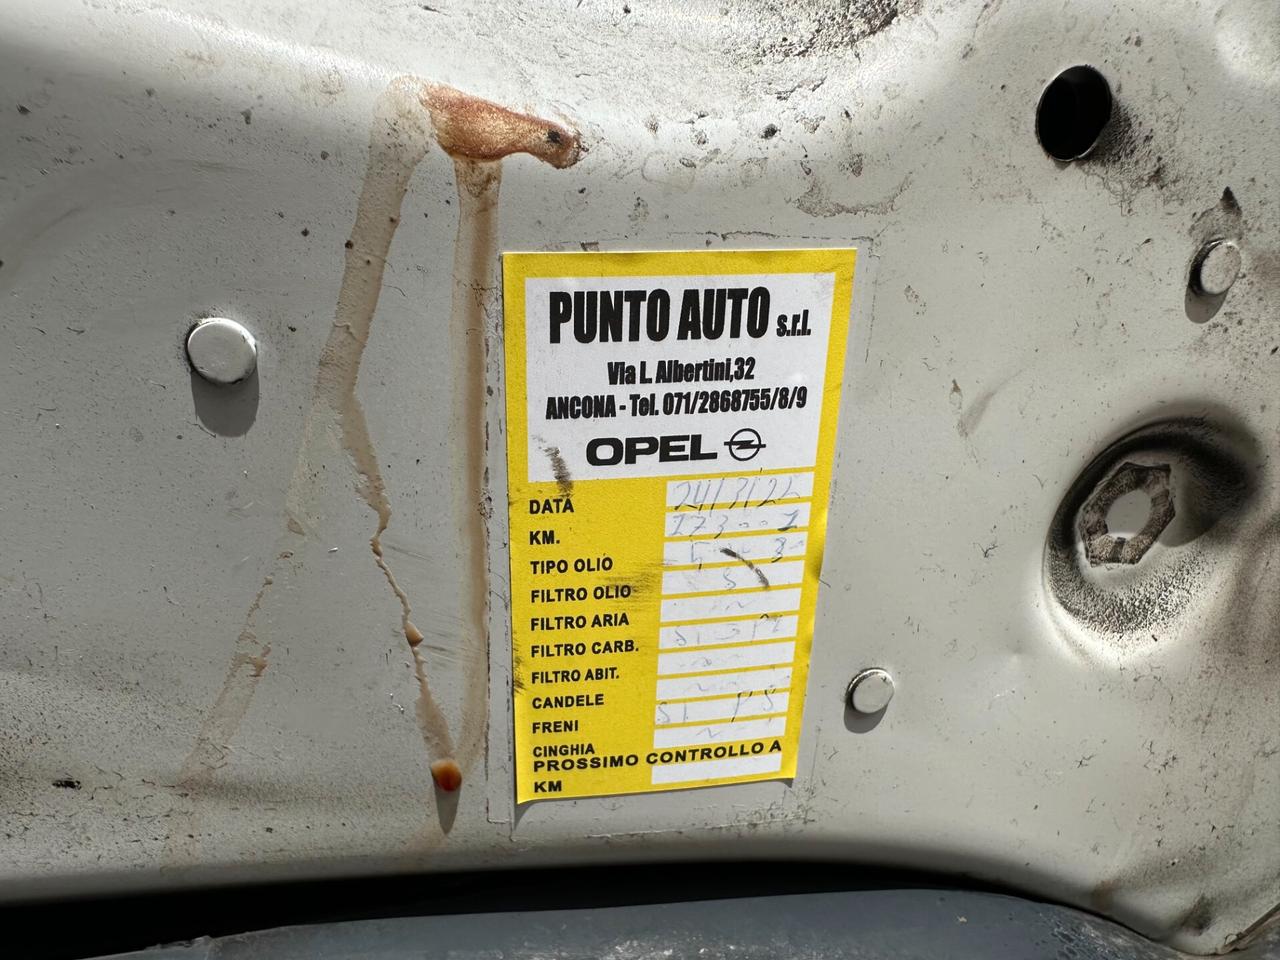 PUNTO AUTO s.r.l.
Via L. Albertini,32
ANCONA - Tel. 071/2868755/8/9
OPEL
DATA 24/3/22
KM. 173001
TIPO OLIO
FILTRO OLIO
FILTRO ARIA
FILTRO CARB.
FILTRO ABIT.
CANDELE
FRENI
CINGHIA
PROSSIMO CONTROLLO A
KM